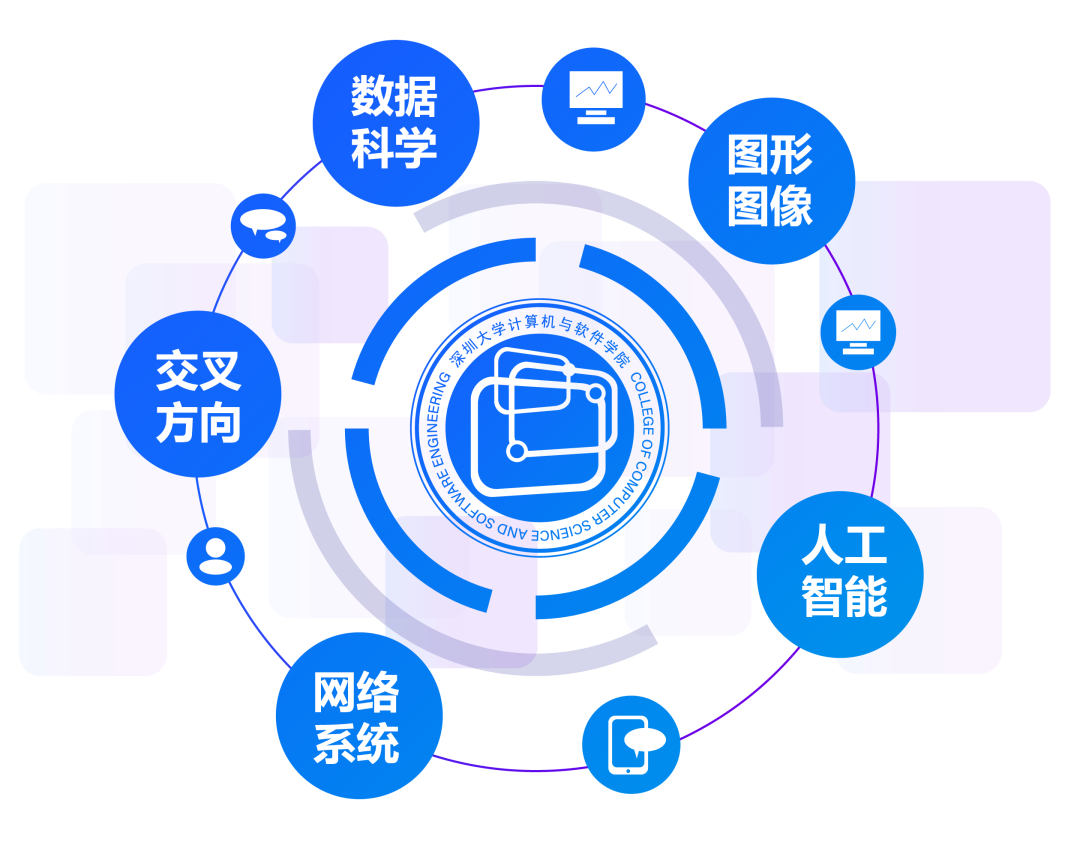 数据
科学
图形
图像
交叉
方向
深圳大学计算机与软件学院
COLLEGE OF COMPUTER SCIENCE AND SOFTWARE ENGINEERING
人工
智能
网络
系统